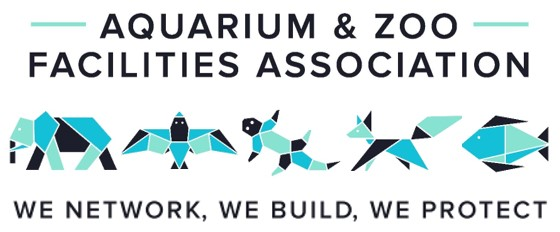 AQUARIUM & ZOO
FACILITIES ASSOCIATION
WE NETWORK, WE BUILD, WE PROTECT